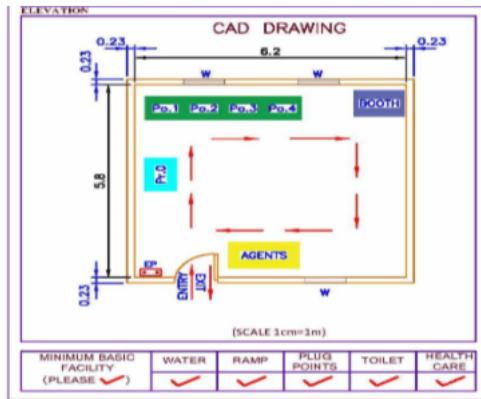 ELEVATION
CAD DRAWING
0.23
6.2
0.23
0.23
W
W
Po.1 Po.2 Po.3 Po.4
BOOTH
5.8
Pr.O
AGENTS
EP
0.23
ENTRY
EXIT
W
(SCALE 1cm=1m)
MINIMUM BASIC FACILITY (PLEASE ✓)
WATER
RAMP
PLUG POINTS
TOILET
HEALTH CARE
✓ ✓ ✓ ✓ ✓